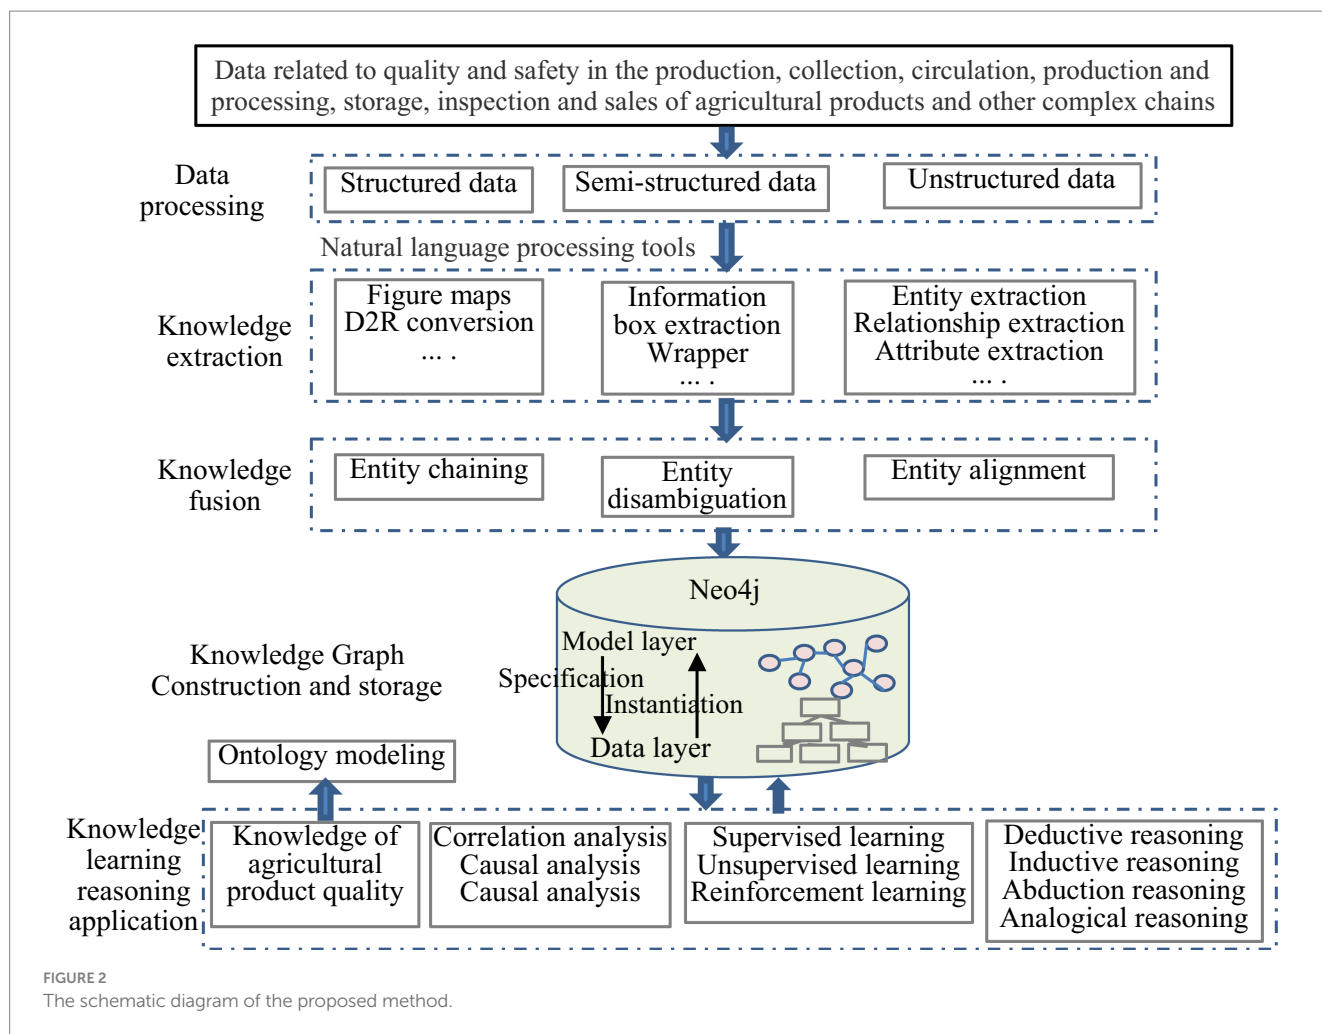 Data related to quality and safety in the production, collection, circulation, production and
processing, storage, inspection and sales of agricultural products and other complex chains
Data
processing
Structured data
Semi-structured data
Unstructured data
Natural language processing tools
Knowledge
extraction
Figure maps
D2R conversion
... .
Information
box extraction
Wrapper
... .
Entity extraction
Relationship extraction
Attribute extraction
... .
Knowledge
fusion
Entity chaining
Entity
disambiguation
Entity alignment
Neo4j
Knowledge Graph
Construction and storage
Model layer
Specification
Instantiation
Data layer
Ontology modeling
Knowledge
learning
reasoning
application
Knowledge of
agricultural
product quality
Correlation analysis
Causal analysis
Causal analysis
Supervised learning
Unsupervised learning
Reinforcement learning
Deductive reasoning
Inductive reasoning
Abduction reasoning
Analogical reasoning
FIGURE 2
The schematic diagram of the proposed method.